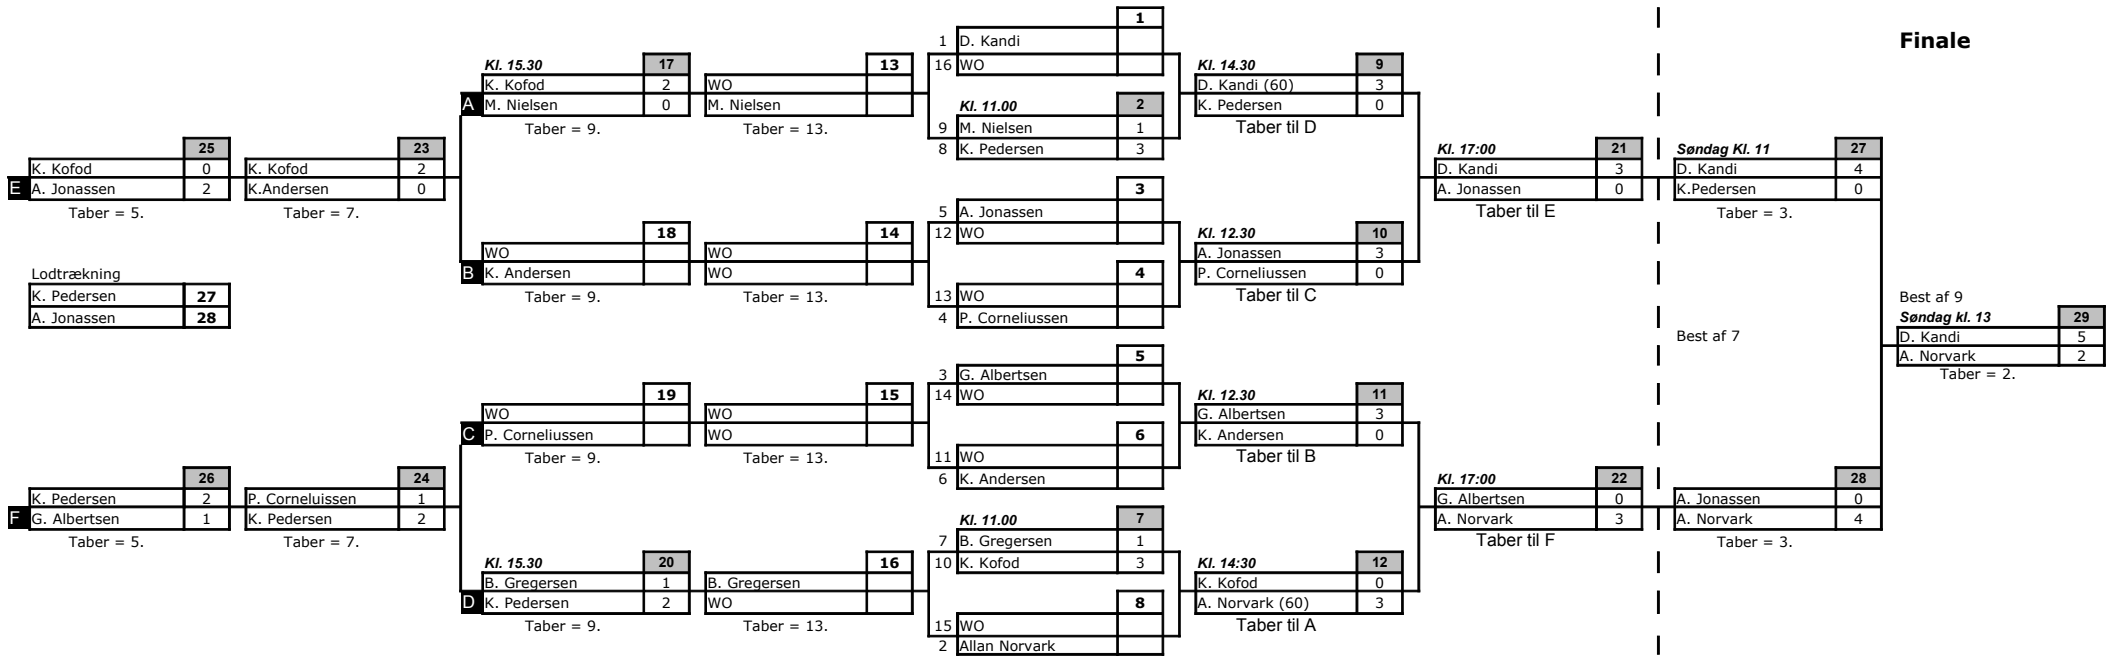 Finale
1
1 D. Kandi
16 WO
Kl. 11.00 2
9 M. Nielsen 1
8 K. Pedersen 3
3
5 A. Jonassen
12 WO
4
13 WO
4 P. Corneliussen
5
3 G. Albertsen
14 WO
6
11 WO
6 K. Andersen
Kl. 11.00 7
7 B. Gregersen 1
10 K. Kofod 3
8
15 WO
2 Allan Norvark
Kl. 14.30 9
D. Kandi (60) 3
K. Pedersen 0
Taber til D
Kl. 12.30 10
A. Jonassen 3
P. Corneliussen 0
Taber til C
Kl. 12.30 11
G. Albertsen 3
K. Andersen 0
Taber til B
Kl. 14:30 12
K. Kofod 0
A. Norvark (60) 3
Taber til A
13
WO
M. Nielsen
Taber = 13.
14
WO
WO
Taber = 13.
15
WO
WO
Taber = 13.
16
B. Gregersen
WO
Taber = 13.
Kl. 15.30 17
K. Kofod 2
A M. Nielsen 0
Taber = 9.
18
WO
B K. Andersen
Taber = 9.
19
WO
C P. Corneliussen
Taber = 9.
Kl. 15.30 20
B. Gregersen 1
D K. Pedersen 2
Taber = 9.
Kl. 17:00 21
D. Kandi 3
A. Jonassen 0
Taber til E
Kl. 17:00 22
G. Albertsen 0
A. Norvark 3
Taber til F
23
K. Kofod 2
K.Andersen 0
Taber = 7.
24
P. Corneluissen 1
K. Pedersen 2
Taber = 7.
25
K. Kofod 0
E A. Jonassen 2
Taber = 5.
Lodtrækning
K. Pedersen 27
A. Jonassen 28
26
K. Pedersen 2
F G. Albertsen 1
Taber = 5.
Søndag Kl. 11 27
D. Kandi 4
K.Pedersen 0
Taber = 3.
Best af 7
28
A. Jonassen 0
A. Norvark 4
Taber = 3.
Best af 9
Søndag kl. 13 29
D. Kandi 5
A. Norvark 2
Taber = 2.